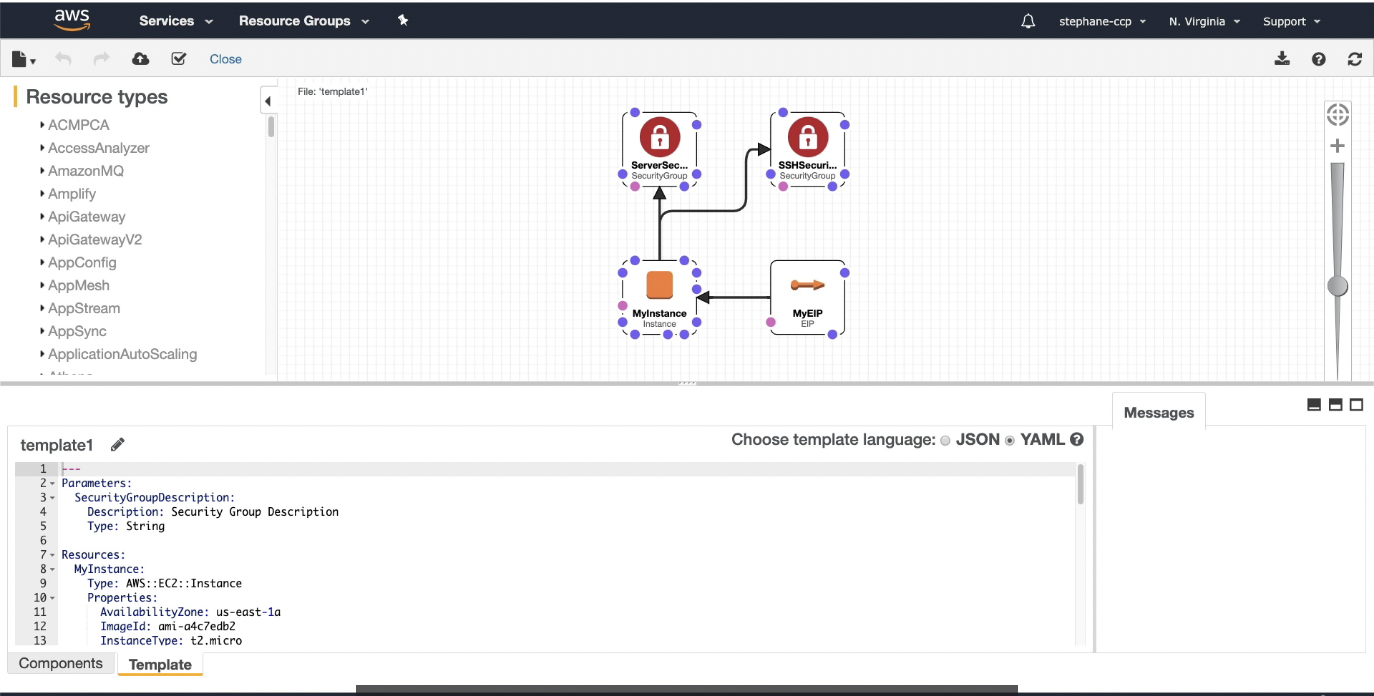 aws Services Resource Groups stephane-ccp N. Virginia Support
Close
Resource types
ACMPCA
AccessAnalyzer
AmazonMQ
Amplify
ApiGateway
ApiGatewayV2
AppConfig
AppMesh
AppStream
AppSync
ApplicationAutoScaling
File: 'template1'
ServerSec...
SecurityGroup
SSHSecuri...
SecurityGroup
MyInstance
Instance
MyEIP
EIP
Messages
template1
Choose template language: JSON YAML
1 ---
2 Parameters:
3 SecurityGroupDescription:
4 Description: Security Group Description
5 Type: String
6
7 Resources:
8 MyInstance:
9 Type: AWS::EC2::Instance
10 Properties:
11 AvailabilityZone: us-east-1a
12 ImageId: ami-a4c7edb2
13 InstanceType: t2.micro
Components Template